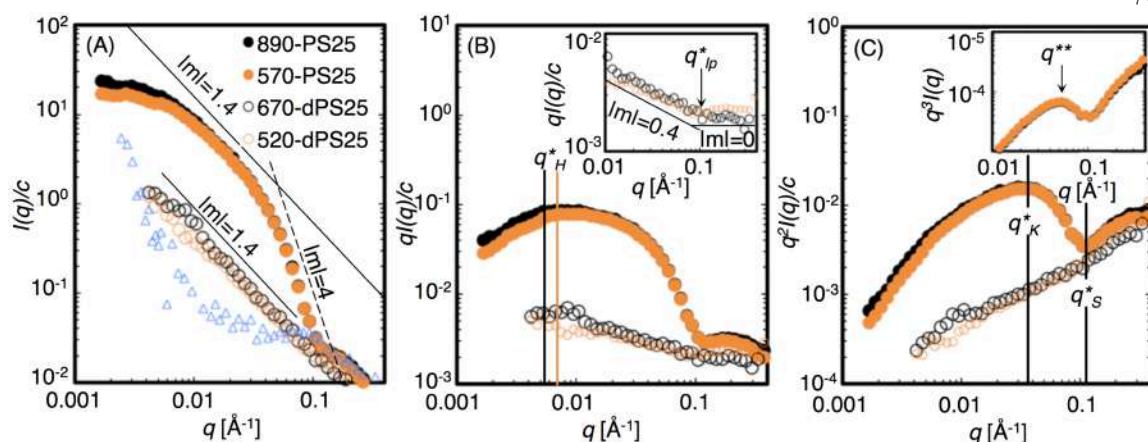 (A)
890-PS25
570-PS25
670-dPS25
520-dPS25
|m|=1.4
|m|=1.4
|m|=4
10²
10¹
10⁰
10⁻¹
10⁻²
I(q)/c
0.001
0.01
0.1
q [Å⁻¹]
(B)
10⁰
10⁻¹
10⁻²
10⁻³
qI(q)/c
q*H
0.001
0.01
0.1
q [Å⁻¹]
10⁻²
10⁻³
qI(q)/c
q*lp
|m|=0.4
|m|=0
0.01
0.1
q [Å⁻¹]
(C)
10⁰
10⁻¹
10⁻²
10⁻³
10⁻⁴
q²I(q)/c
q*K
q*S
0.001
0.01
0.1
q [Å⁻¹]
10⁻⁵
10⁻⁴
q³I(q)
q**
0.01
0.1
q [Å⁻¹]